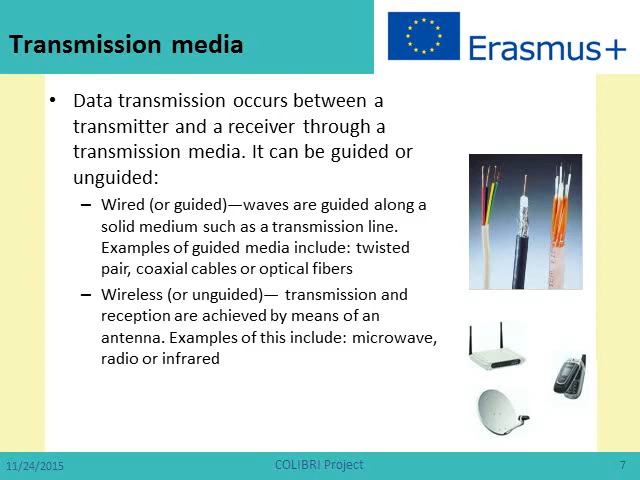 Transmission media
Erasmus+
• Data transmission occurs between a
transmitter and a receiver through a
transmission media. It can be guided or
unguided:
– Wired (or guided)—waves are guided along a
solid medium such as a transmission line.
Examples of guided media include: twisted
pair, coaxial cables or optical fibers
– Wireless (or unguided)— transmission and
reception are achieved by means of an
antenna. Examples of this include: microwave,
radio or infrared
11/24/2015
COLIBRI Project
7